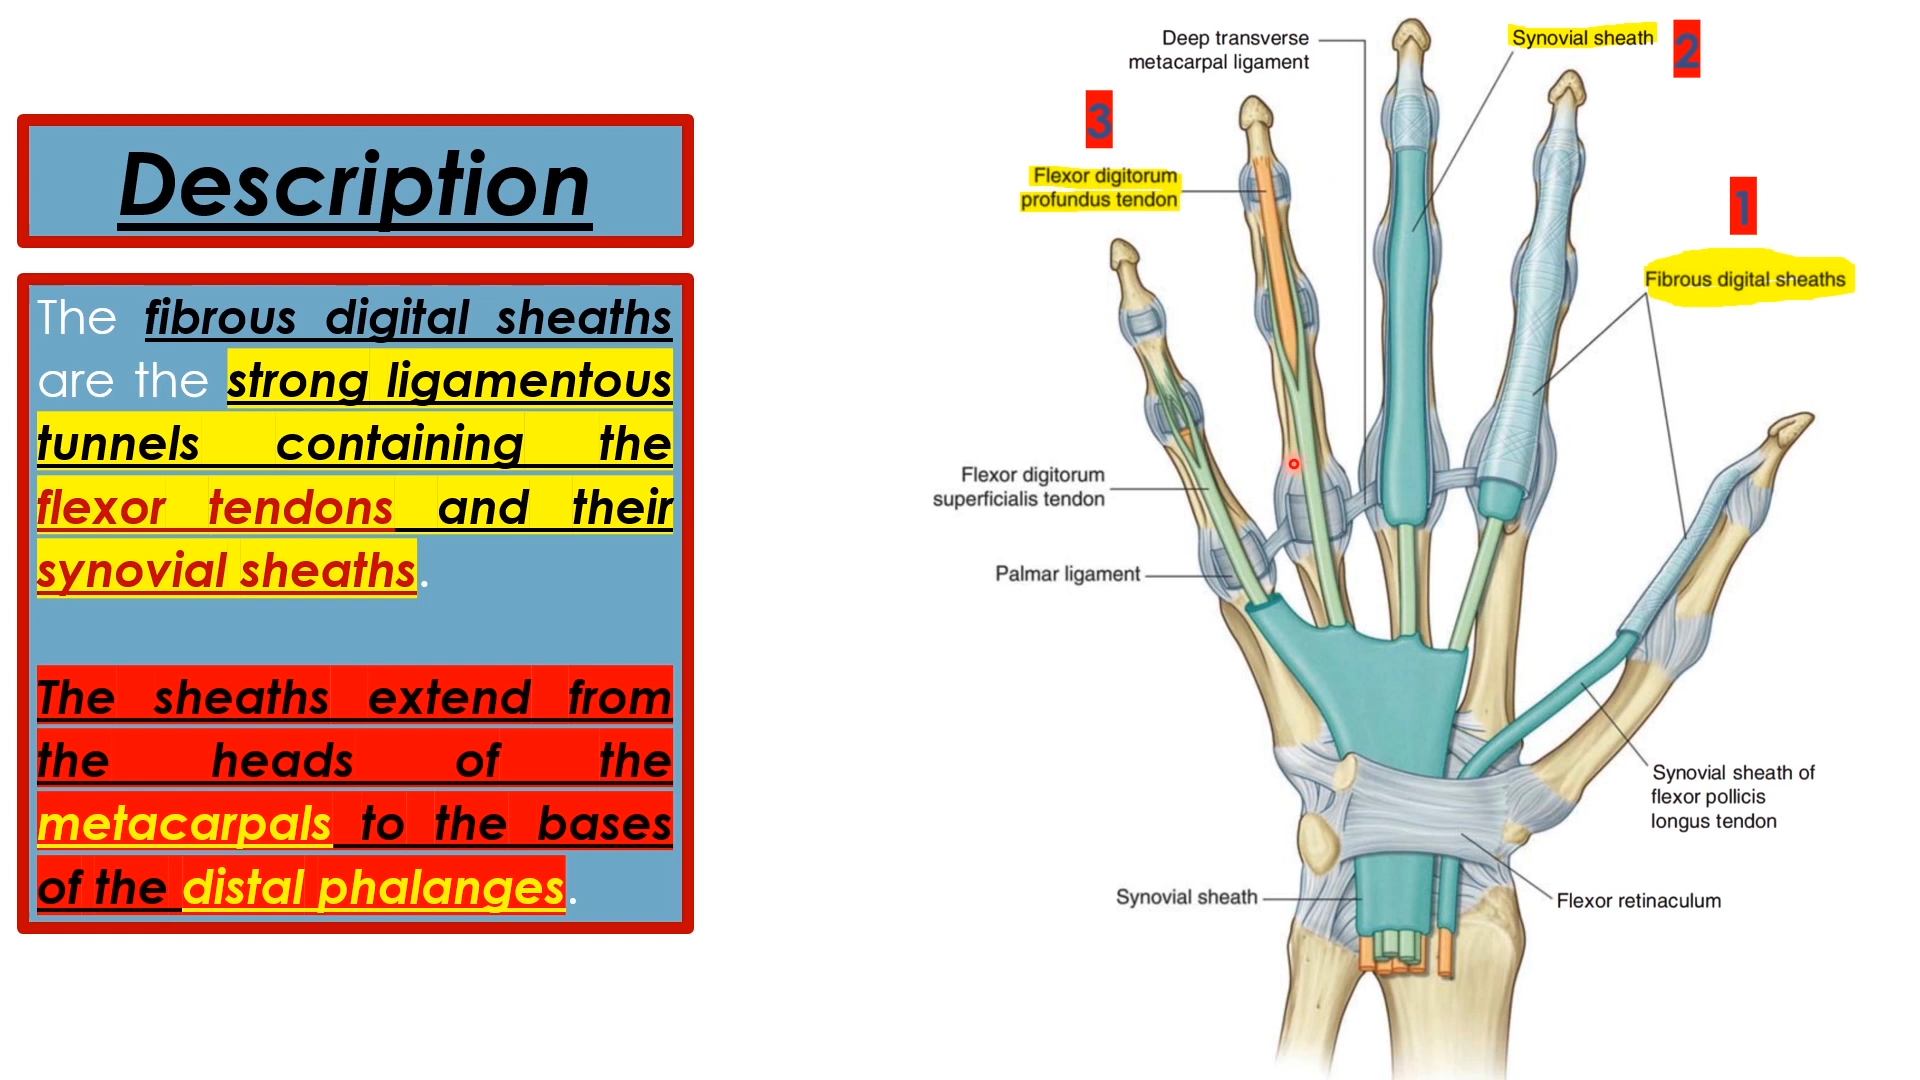 Description
The fibrous digital sheaths
are the strong ligamentous
tunnels containing the
flexor tendons and their
synovial sheaths.
The sheaths extend from
the heads of the
metacarpals to the bases
of the distal phalanges.
Deep transverse
metacarpal ligament
Synovial sheath
2
3
Flexor digitorum
profundus tendon
1
Fibrous digital sheaths
Flexor digitorum
superficialis tendon
Palmar ligament
Synovial sheath of
flexor pollicis
longus tendon
Synovial sheath
Flexor retinaculum